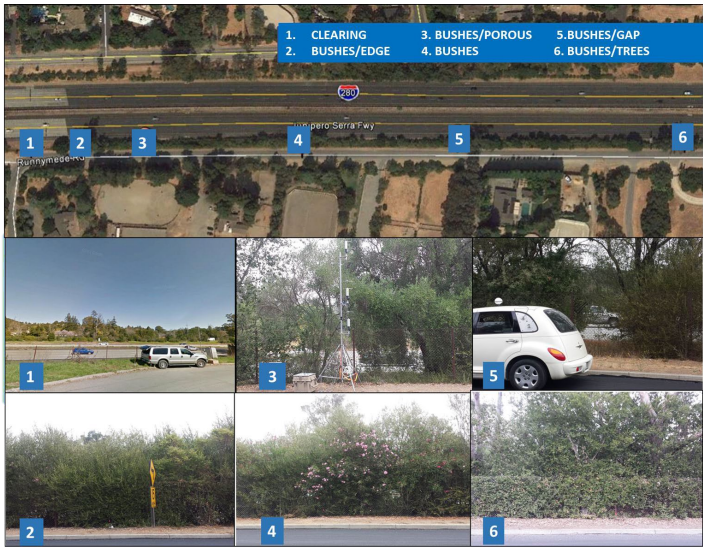 1. CLEARING 3. BUSHES/POROUS 5.BUSHES/GAP
2. BUSHES/EDGE 4. BUSHES 6. BUSHES/TREES
280
Junipero Serra Fwy
1 2 3 4 5 6
Runnymede Rd
1 3 5
2 4 6